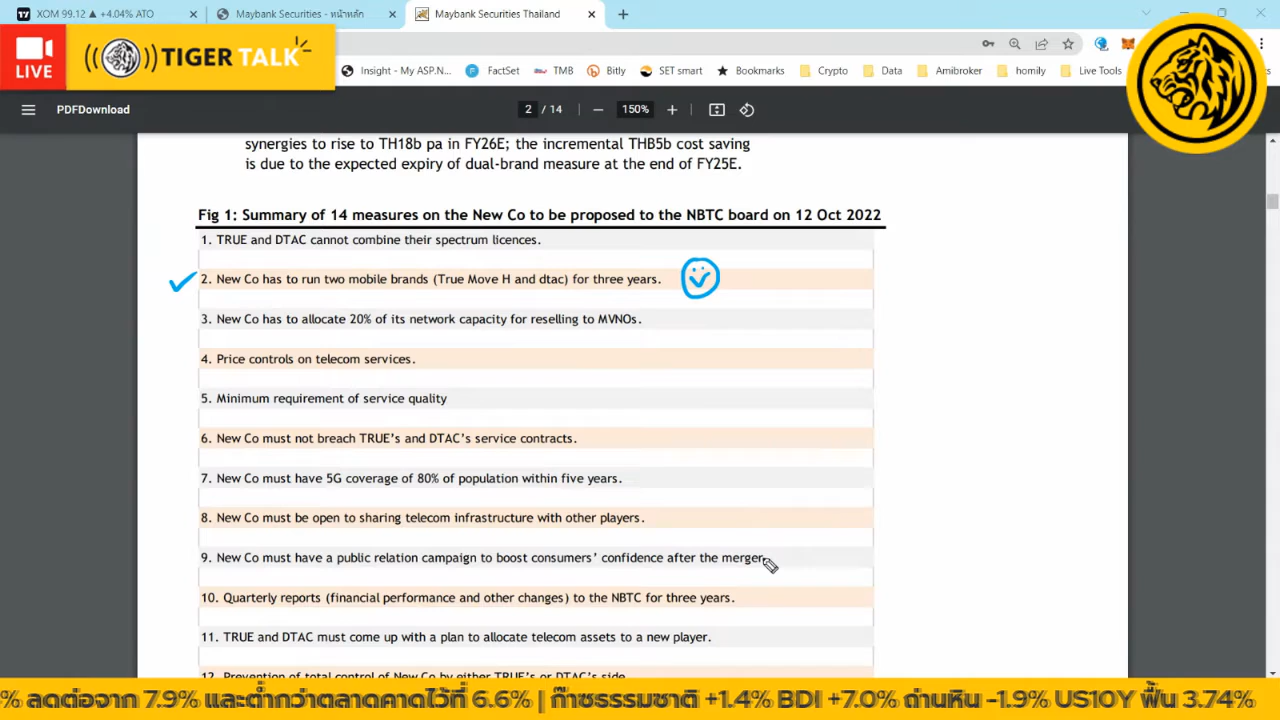 XOM 99.12 ▲ +4.04% ATO
Maybank Securities - หน้าหลัก
Maybank Securities Thailand
LIVE
TIGER TALK
Insight - My ASP.N...
FactSet
TMB
Bitly
SET smart
Bookmarks
Crypto
Data
Amibroker
homily
Live Tools
PDFDownload
2 / 14
150%
synergies to rise to TH18b pa in FY26E; the incremental THB5b cost saving
is due to the expected expiry of dual-brand measure at the end of FY25E.
Fig 1: Summary of 14 measures on the New Co to be proposed to the NBTC board on 12 Oct 2022
1. TRUE and DTAC cannot combine their spectrum licences.
2. New Co has to run two mobile brands (True Move H and dtac) for three years.
3. New Co has to allocate 20% of its network capacity for reselling to MVNOs.
4. Price controls on telecom services.
5. Minimum requirement of service quality
6. New Co must not breach TRUE's and DTAC's service contracts.
7. New Co must have 5G coverage of 80% of population within five years.
8. New Co must be open to sharing telecom infrastructure with other players.
9. New Co must have a public relation campaign to boost consumers' confidence after the merger.
10. Quarterly reports (financial performance and other changes) to the NBTC for three years.
11. TRUE and DTAC must come up with a plan to allocate telecom assets to a new player.
12. Prevention of total control of New Co by either TRUE's or DTAC's side
% ลดต่อจาก 7.9% และต่ำกว่าตลาดคาดไว้ที่ 6.6% | ก๊าซธรรมชาติ +1.4% BDI +7.0% ถ่านหิน -1.9% US10Y ฟื้น 3.74%